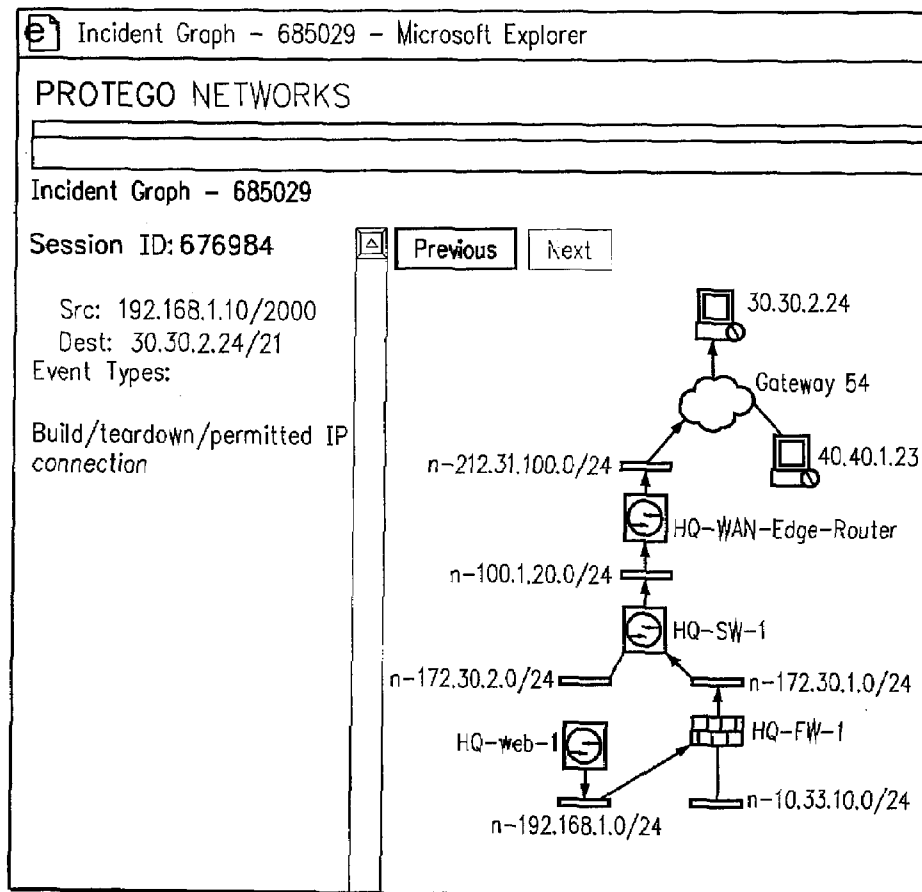 Incident Graph - 685029 - Microsoft Explorer
PROTEGO NETWORKS
Incident Graph - 685029
Session ID: 676984
Src: 192.168.1.10/2000
Dest: 30.30.2.24/21
Event Types:
Build/teardown/permitted IP
connection
Previous
Next
30.30.2.24
Gateway 54
40.40.1.23
n-212.31.100.0/24
HQ-WAN-Edge-Router
n-100.1.20.0/24
HQ-SW-1
n-172.30.2.0/24
n-172.30.1.0/24
HQ-web-1
HQ-FW-1
n-10.33.10.0/24
n-192.168.1.0/24